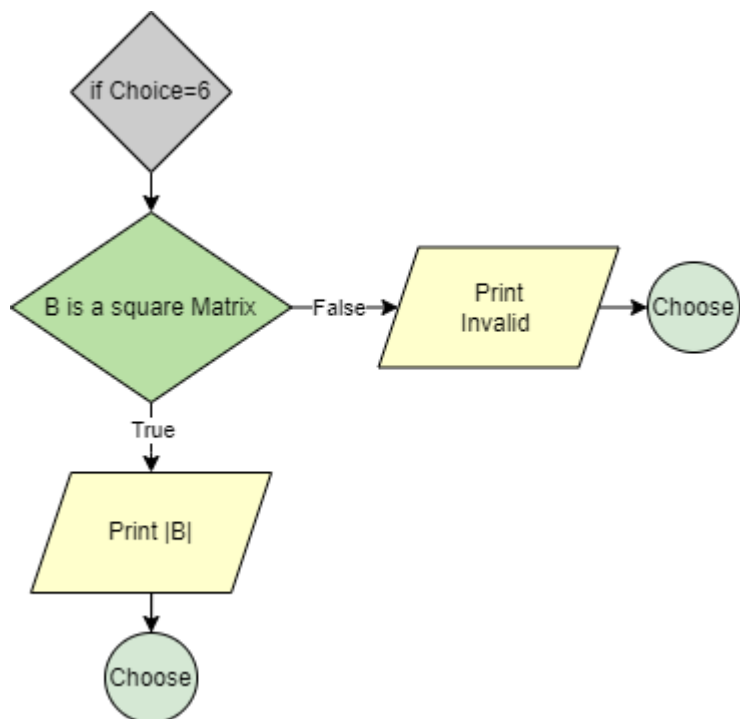 if Choice=6
B is a square Matrix
False
Print
Invalid
Choose
True
Print |B|
Choose